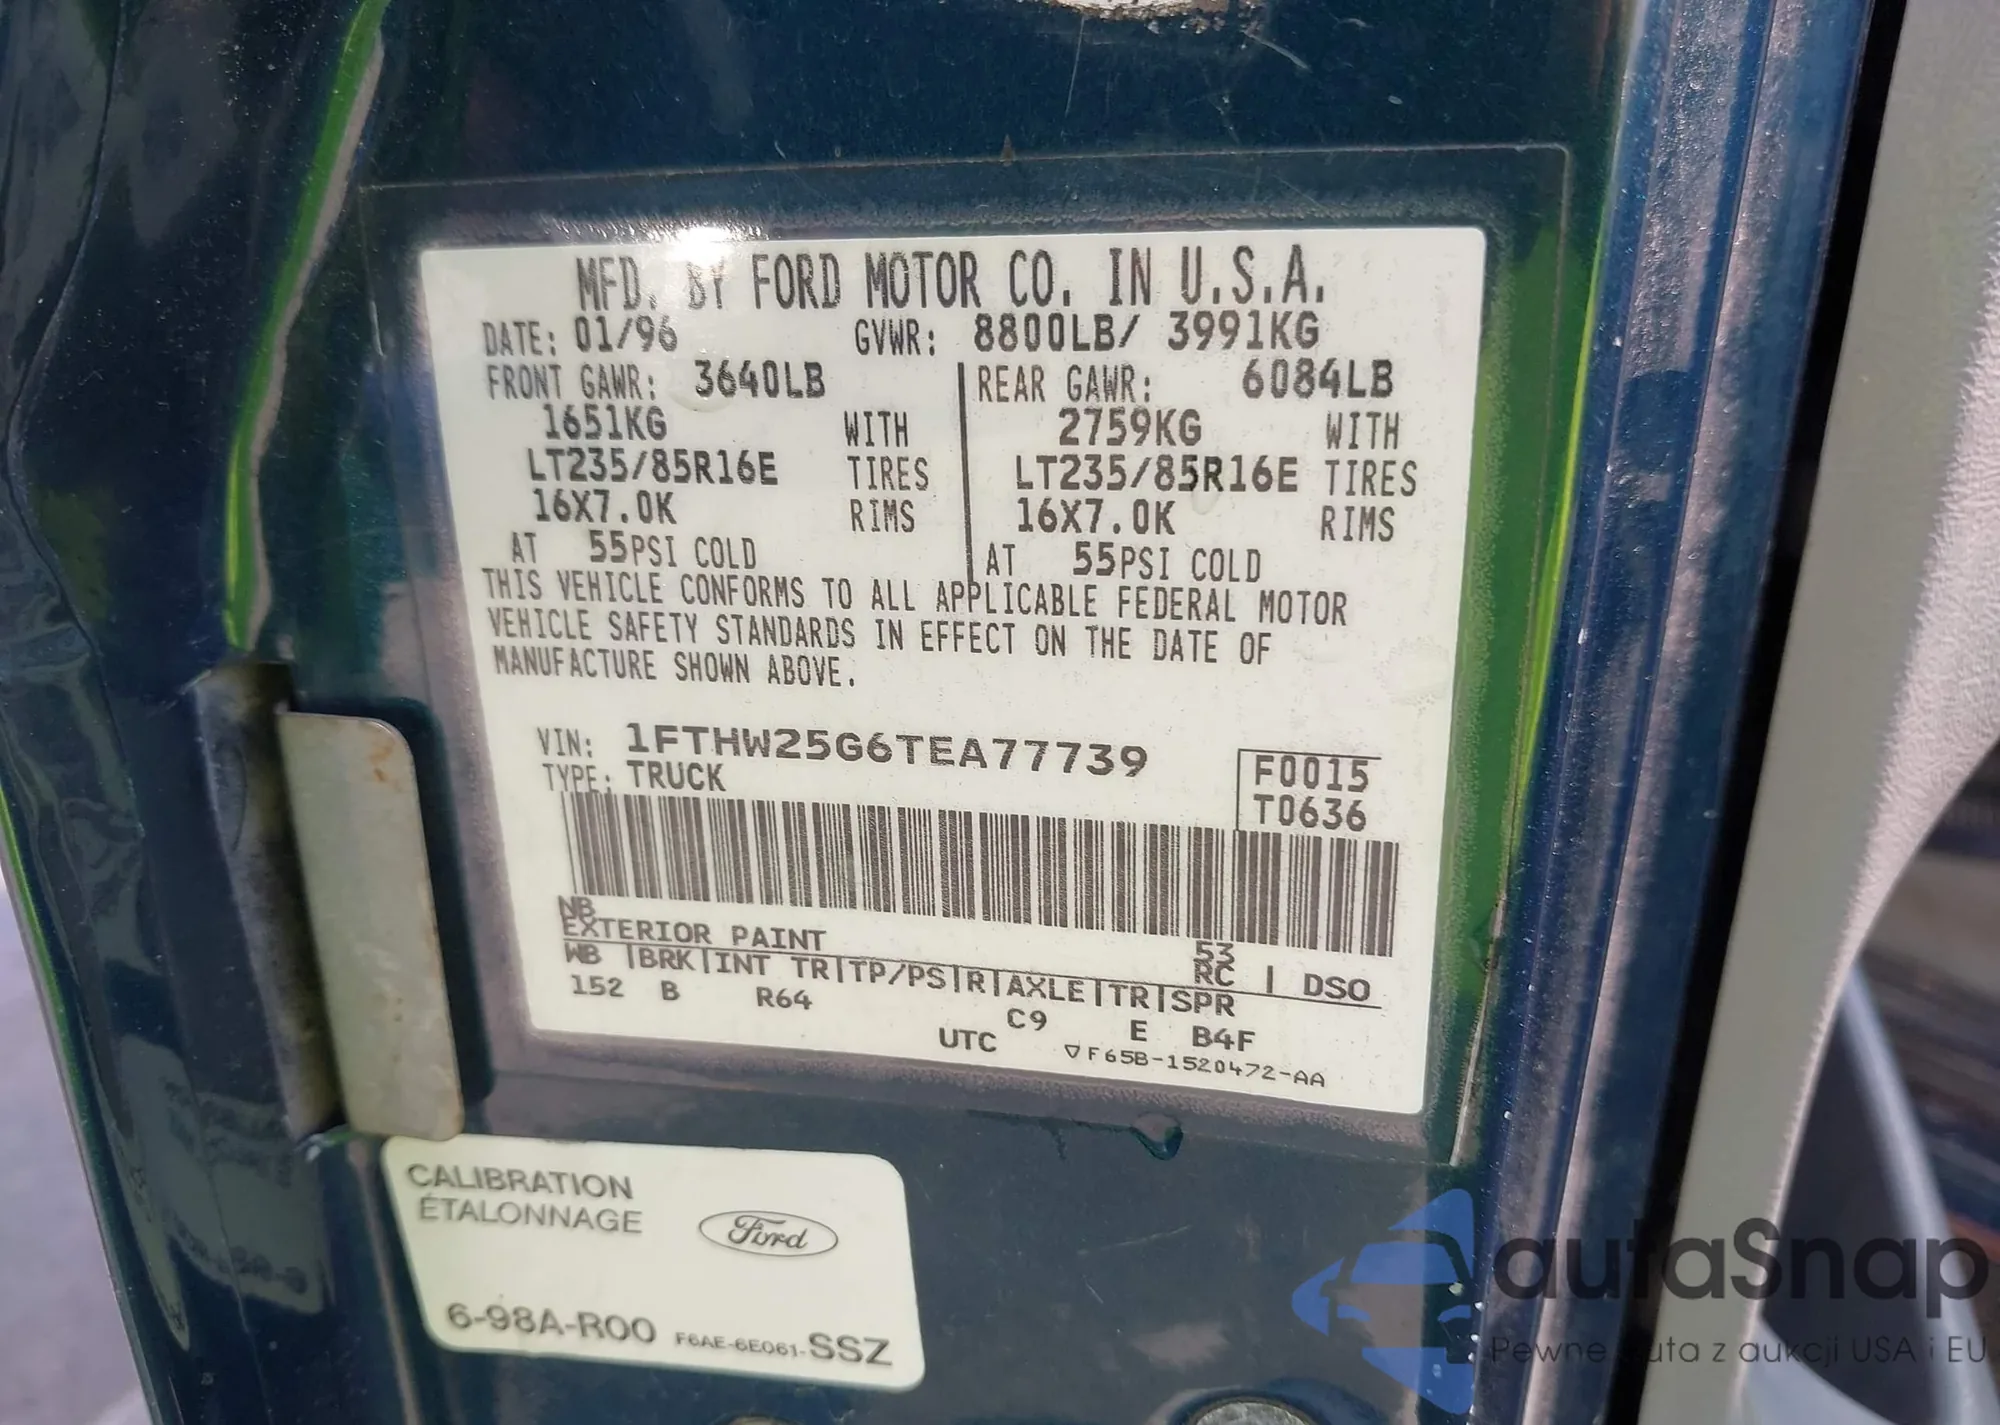 MFD. BY FORD MOTOR CO. IN U.S.A.
DATE: 01/96 GVWR: 8800LB/ 3991KG
FRONT GAWR: 3640LB REAR GAWR: 6084LB
1651KG WITH 2759KG WITH
LT235/85R16E TIRES LT235/85R16E TIRES
16X7.0K RIMS 16X7.0K RIMS
AT 55PSI COLD AT 55PSI COLD
THIS VEHICLE CONFORMS TO ALL APPLICABLE FEDERAL MOTOR
VEHICLE SAFETY STANDARDS IN EFFECT ON THE DATE OF
MANUFACTURE SHOWN ABOVE.
VIN: 1FTHW25G6TEA77739
TYPE: TRUCK
F0015
T0636
NB
EXTERIOR PAINT 53
RC DSO
WB BRK INT TR TP/PS R AXLE TR SPR
152 B R64 C9 E B4F
UTC ▽F65B-1520472-AA
CALIBRATION
ÉTALONNAGE
Ford
6-98A-R00 F6AE-6E061-SSZ
autaSnap
Pewne auta z aukcji USA i EU